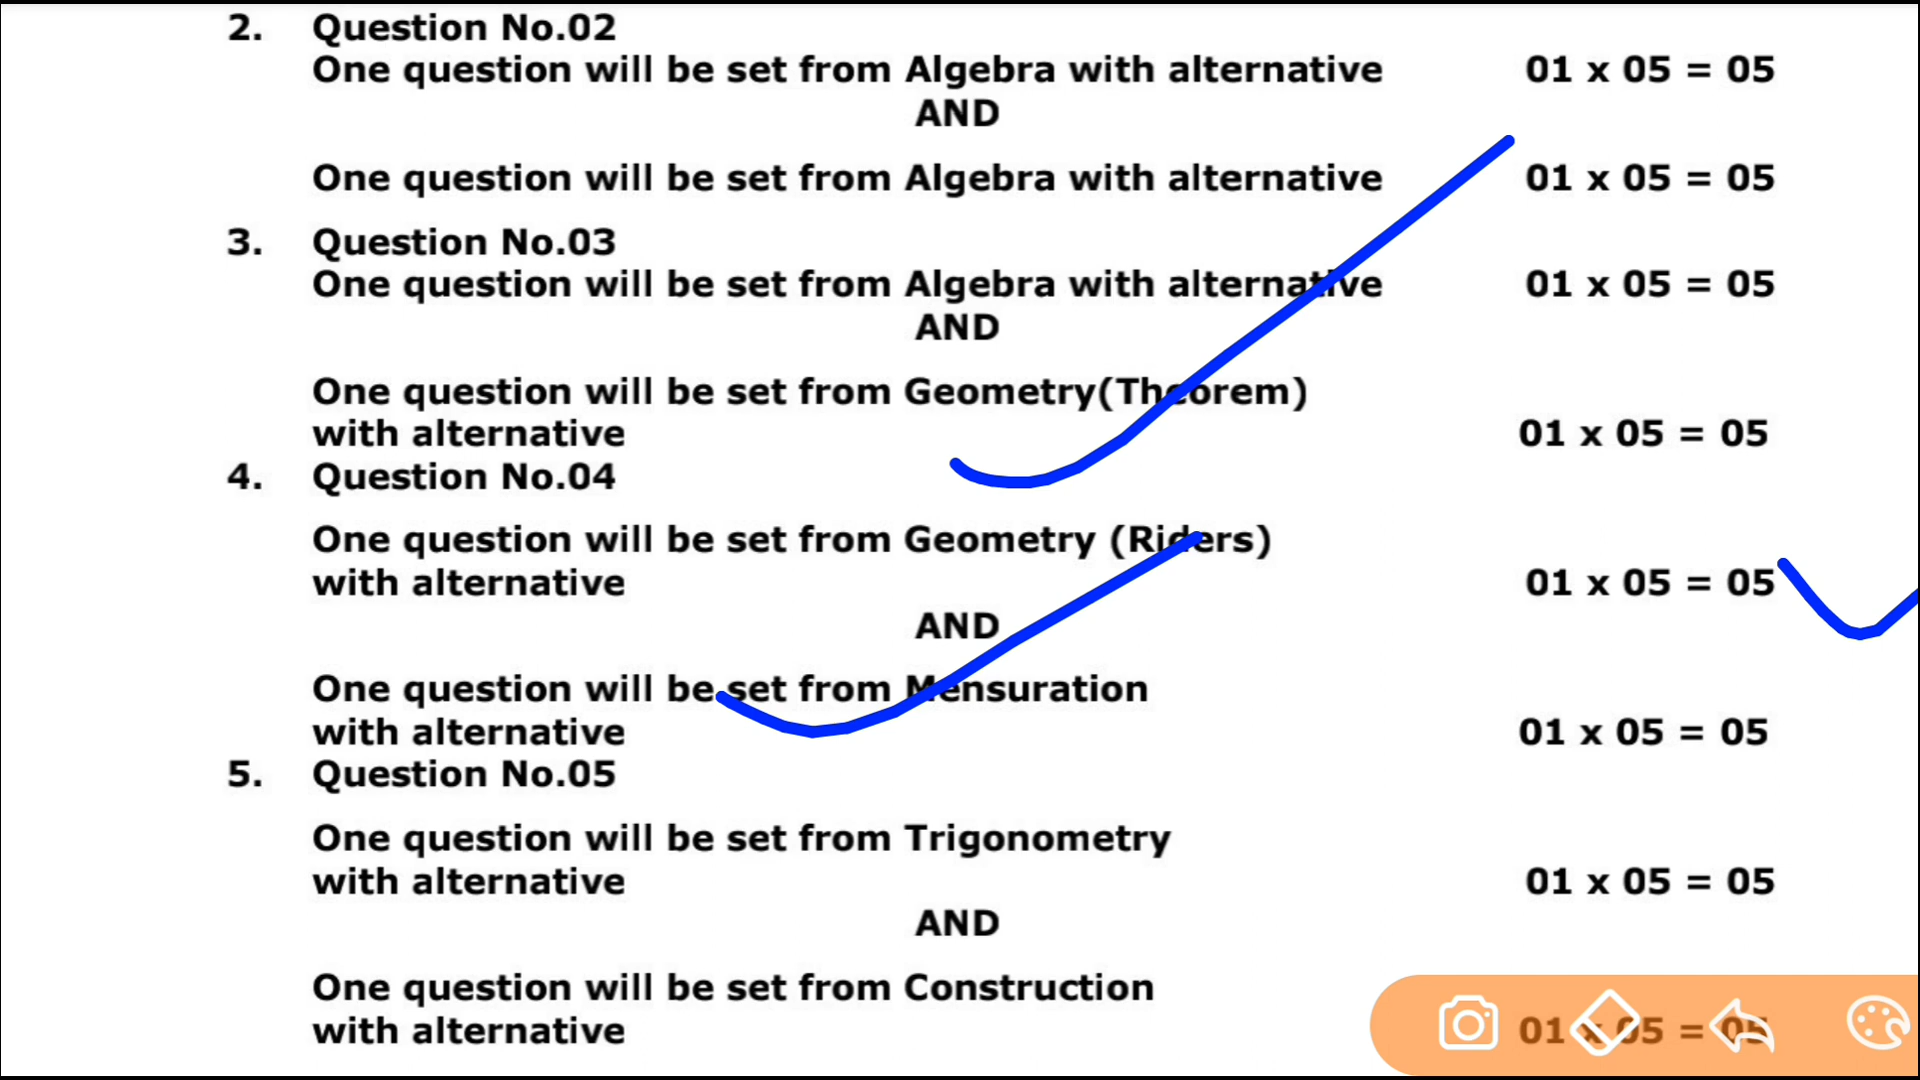 2. Question No.02
One question will be set from Algebra with alternative 01 x 05 = 05
AND
One question will be set from Algebra with alternative 01 x 05 = 05
3. Question No.03
One question will be set from Algebra with alternative 01 x 05 = 05
AND
One question will be set from Geometry(Theorem)
with alternative 01 x 05 = 05
4. Question No.04
One question will be set from Geometry (Riders)
with alternative 01 x 05 = 05
AND
One question will be set from Mensuration
with alternative 01 x 05 = 05
5. Question No.05
One question will be set from Trigonometry
with alternative 01 x 05 = 05
AND
One question will be set from Construction
with alternative 01 x 05 = 05